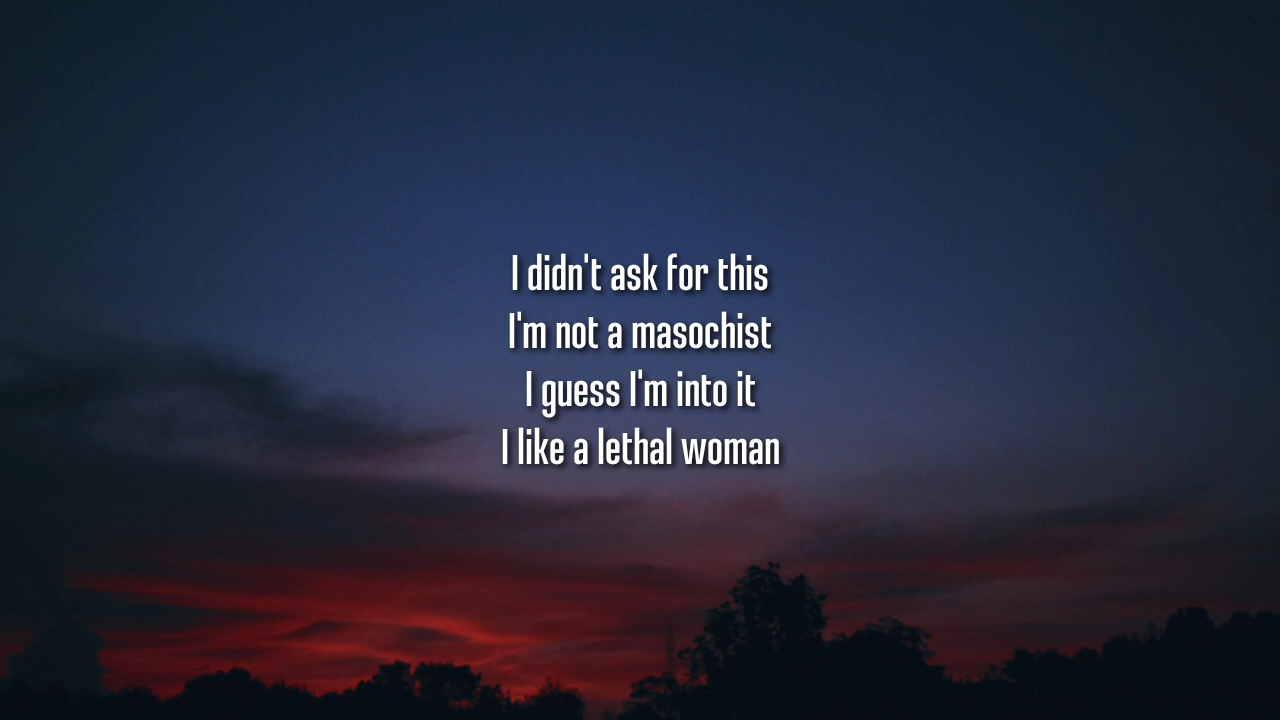 I didn't ask for this
I'm not a masochist
I guess I'm into it
I like a lethal woman